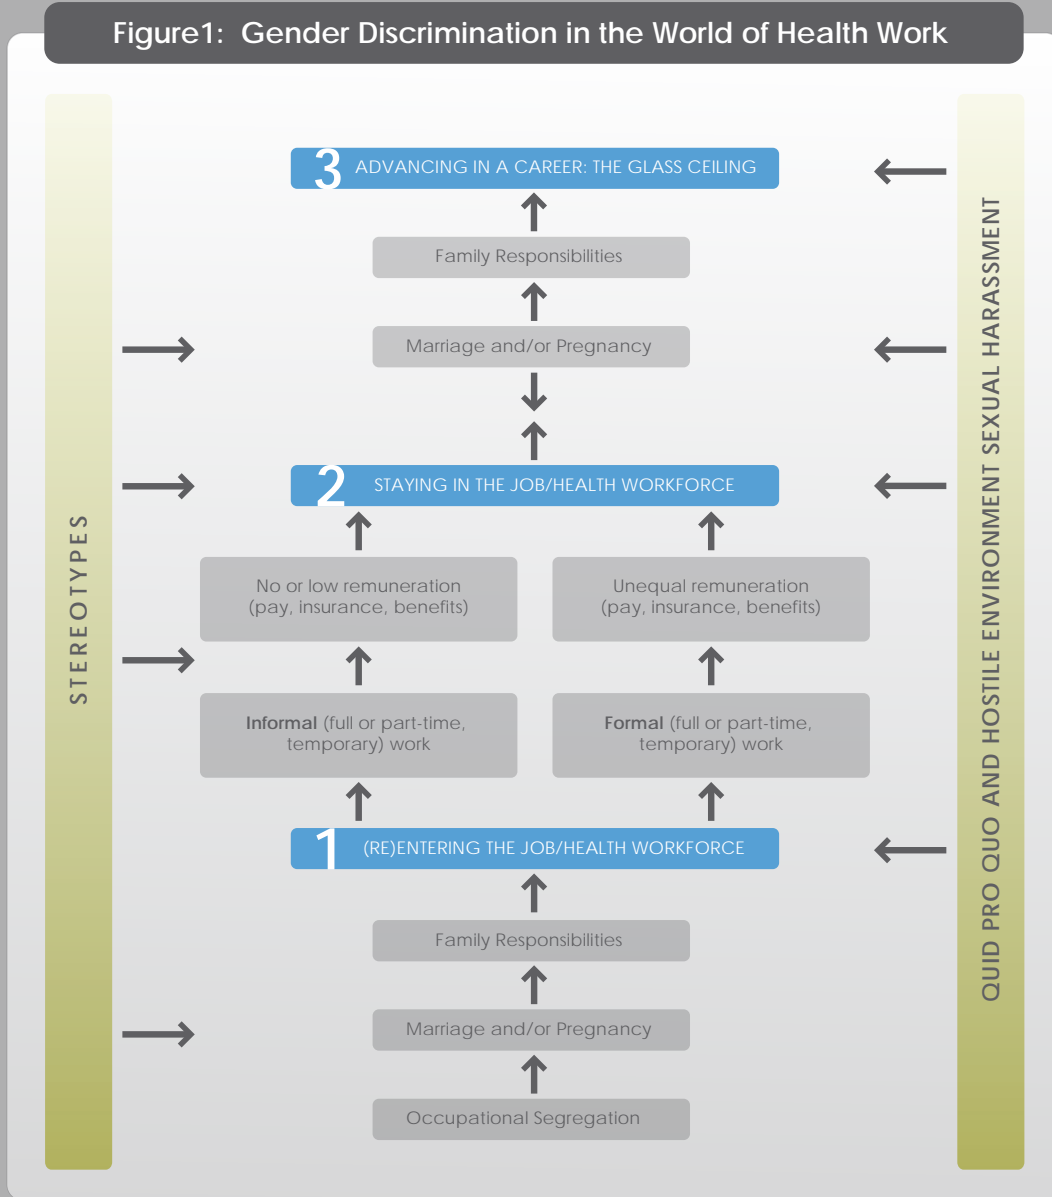 Figure1: Gender Discrimination in the World of Health Work
3 ADVANCING IN A CAREER: THE GLASS CEILING
Family Responsibilities
Marriage and/or Pregnancy
2 STAYING IN THE JOB/HEALTH WORKFORCE
No or low remuneration
(pay, insurance, benefits)
Unequal remuneration
(pay, insurance, benefits)
Informal (full or part-time,
temporary) work
Formal (full or part-time,
temporary) work
1 (RE)ENTERING THE JOB/HEALTH WORKFORCE
Family Responsibilities
Marriage and/or Pregnancy
Occupational Segregation
STEREOTYPES
QUID PRO QUO AND HOSTILE ENVIRONMENT SEXUAL HARASSMENT